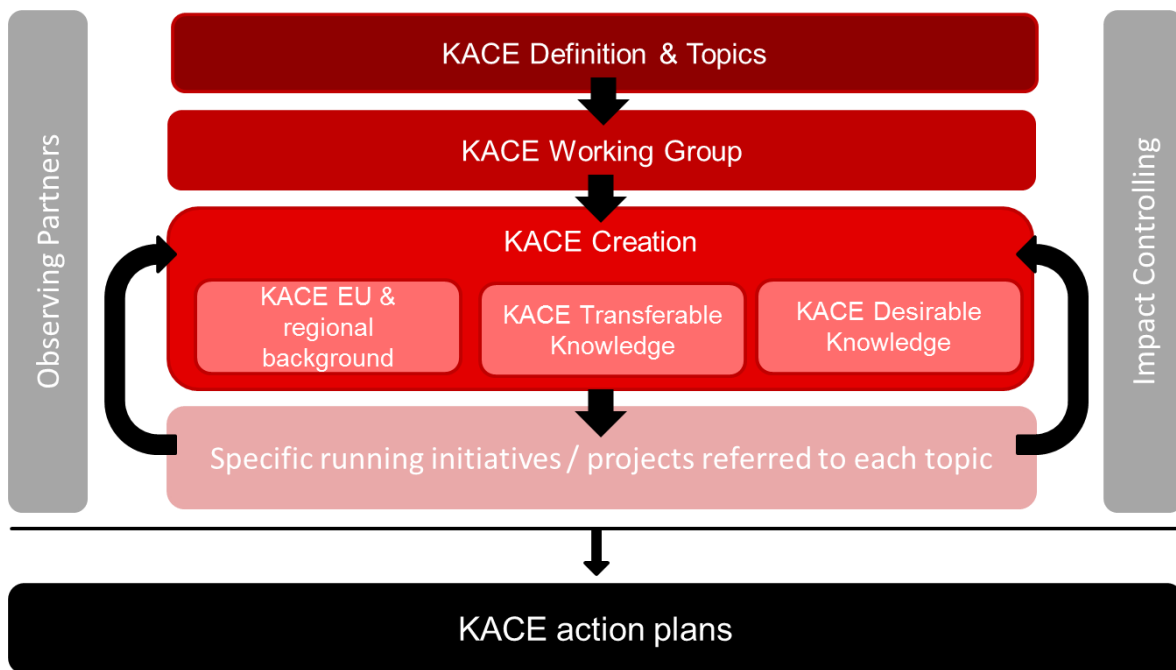 KACE Definition & Topics
KACE Working Group
KACE Creation
KACE EU &
regional
background
KACE Transferable
Knowledge
KACE Desirable
Knowledge
Specific running initiatives / projects referred to each topic
Observing Partners
Impact Controlling
KACE action plans